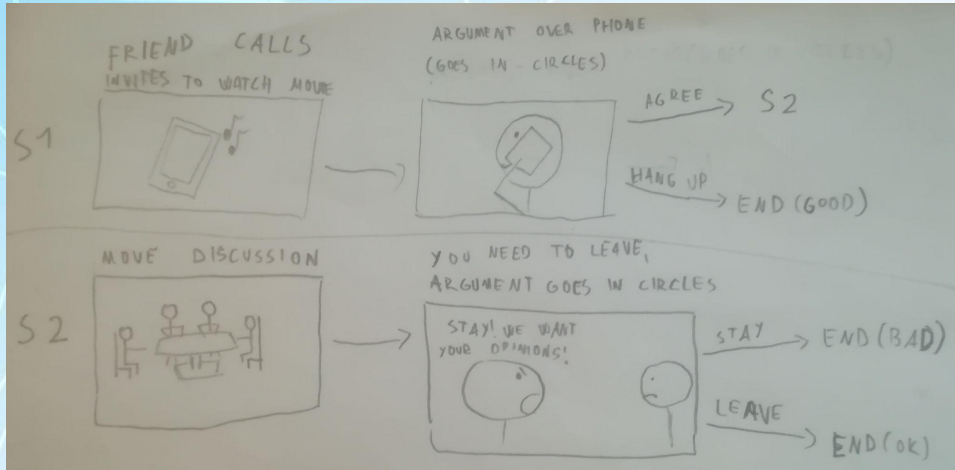 FRIEND CALLS
INVITES TO WATCH MOVE
ARGUMENT OVER PHONE
(GOES IN CIRCLES)
S1
AGREE
S2
HANG UP
END (GOOD)
MOVE DISCUSSION
YOU NEED TO LEAVE,
ARGUMENT GOES IN CIRCLES
S2
STAY! WE WANT
YOUR OPINIONS!
STAY
END (BAD)
LEAVE
END (OK)